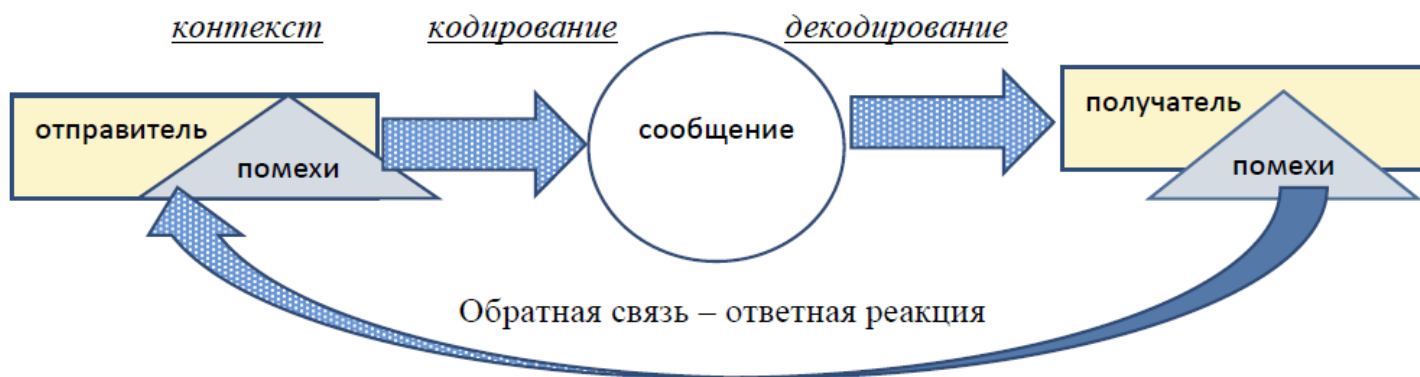 контекст
кодирование
декодирование
отправитель
помехи
сообщение
получатель
помехи
Обратная связь – ответная реакция